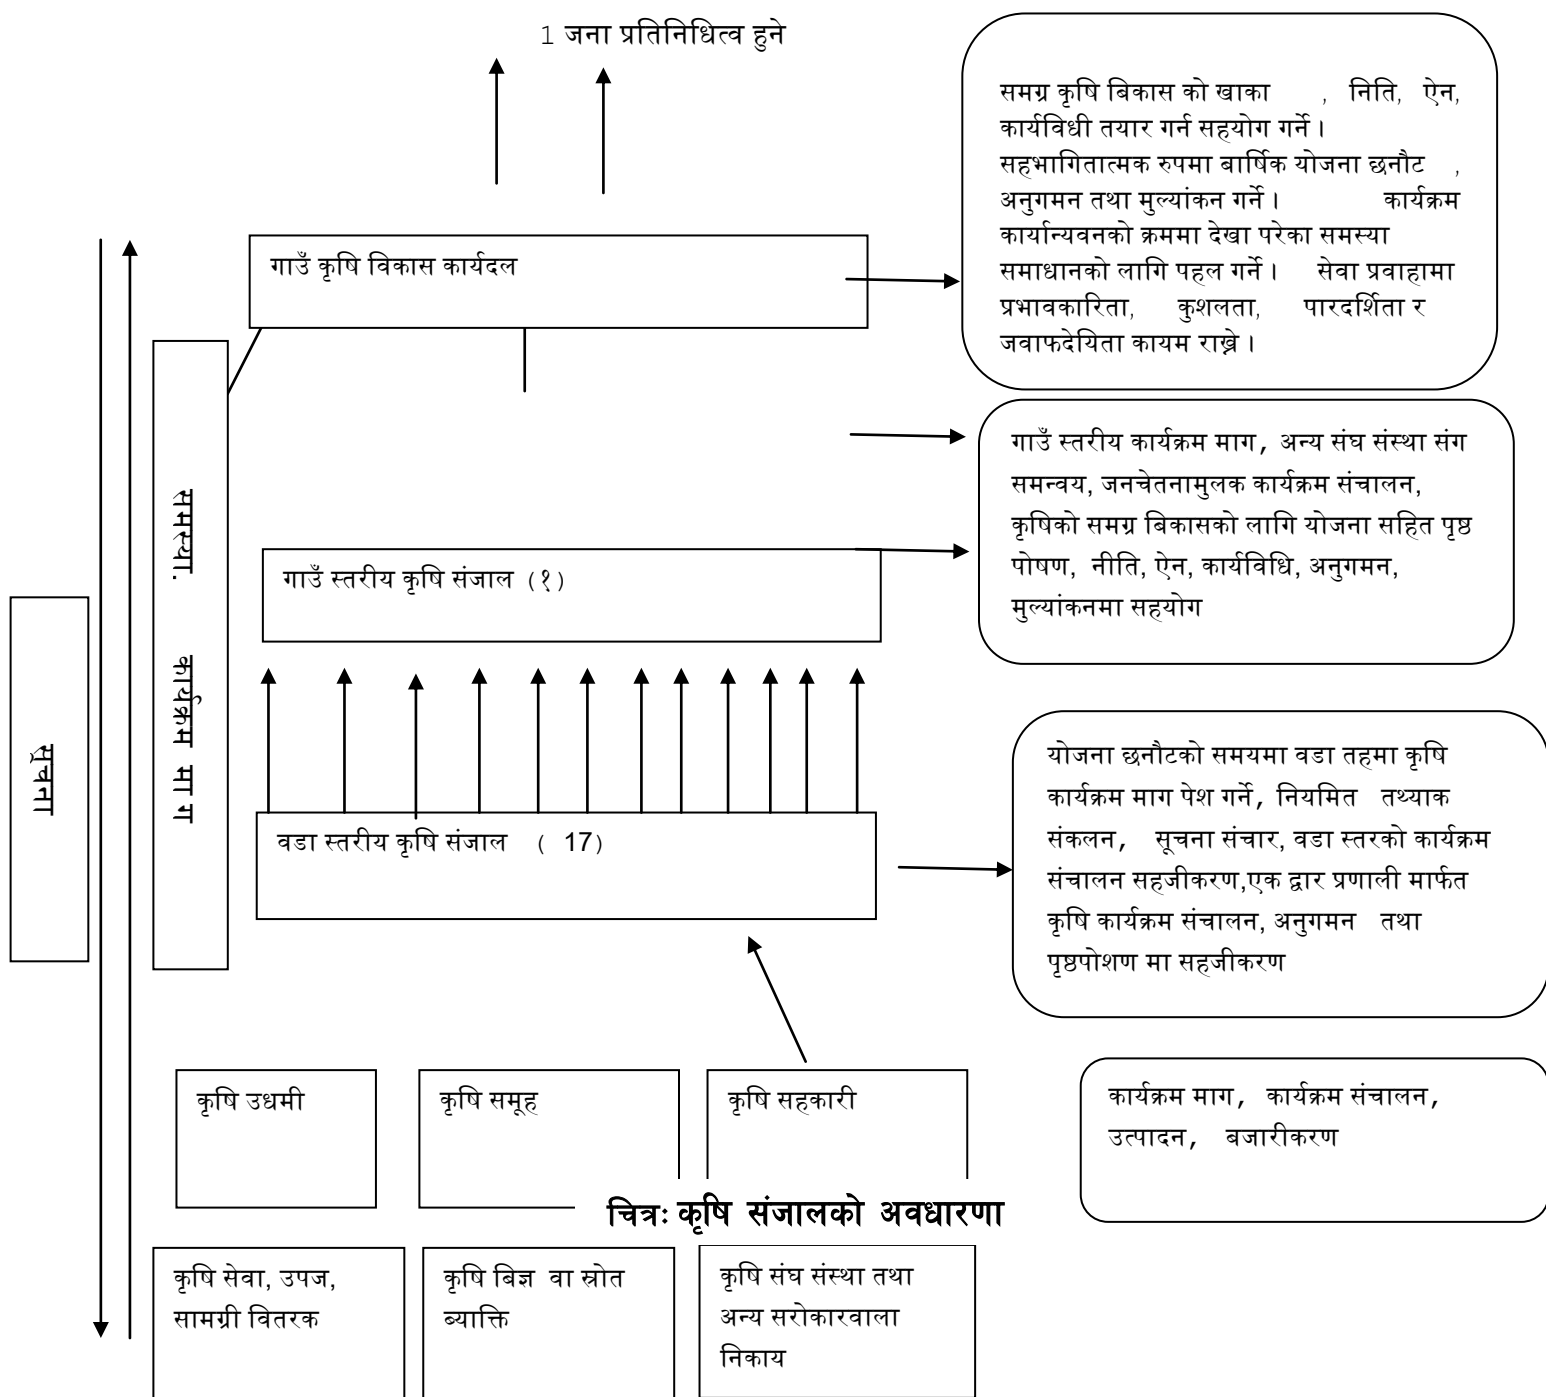 1 जना प्रतिनिधित्व हुने
समग्र कृषि बिकास को खाका , निति, ऐन,
कार्यविधी तयार गर्न सहयोग गर्ने।
सहभागितात्मक रुपमा बार्षिक योजना छनौट ,
अनुगमन तथा मुल्यांकन गर्ने। कार्यक्रम
कार्यान्यवनको क्रममा देखा परेका समस्या
समाधानको लागि पहल गर्ने। सेवा प्रवाहामा
प्रभावकारिता, कुशलता, पारदर्शिता र
जवाफदेयिता कायम राख्ने।
गाउँ कृषि विकास कार्यदल
गाउँ स्तरीय कार्यक्रम माग, अन्य संघ संस्था संग
समन्वय, जनचेतनामुलक कार्यक्रम संचालन,
कृषिको समग्र बिकासको लागि योजना सहित पृष्ठ
पोषण, नीति, ऐन, कार्यविधि, अनुगमन,
मुल्यांकनमा सहयोग
गाउँ स्तरीय कृषि संजाल (१)
समस्या. कार्यक्रम माग
सूचना
योजना छनौटको समयमा वडा तहमा कृषि
कार्यक्रम माग पेश गर्ने, नियमित तथ्याक
संकलन, सूचना संचार, वडा स्तरको कार्यक्रम
संचालन सहजीकरण,एक द्वार प्रणाली मार्फत
कृषि कार्यक्रम संचालन, अनुगमन तथा
पृष्ठपोशण मा सहजीकरण
वडा स्तरीय कृषि संजाल ( 17)
कृषि उधमी
कृषि समूह
कृषि सहकारी
कार्यक्रम माग, कार्यक्रम संचालन,
उत्पादन, बजारीकरण
चित्रः कृषि संजालको अवधारणा
कृषि सेवा, उपज,
सामग्री वितरक
कृषि बिज्ञ वा स्रोत
ब्याक्ति
कृषि संघ संस्था तथा
अन्य सरोकारवाला
निकाय